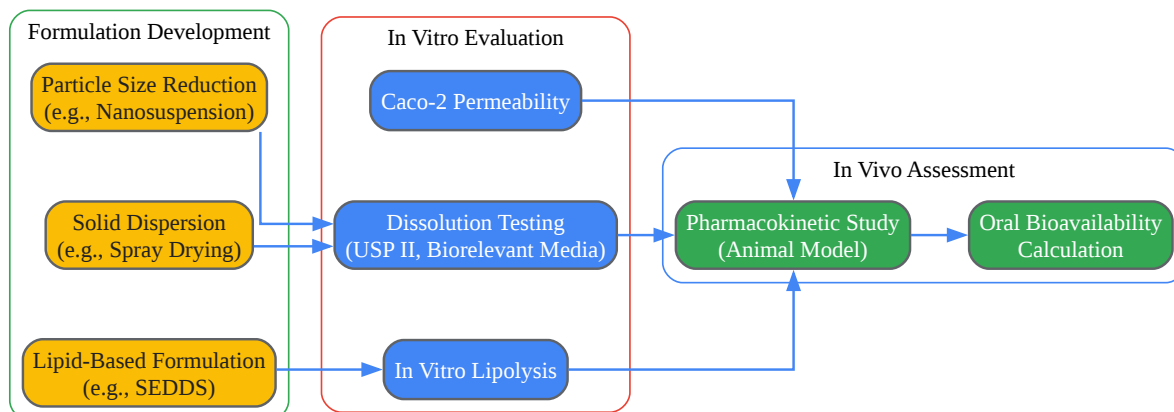 Formulation Development
Particle Size Reduction
(e.g., Nanosuspension)
Solid Dispersion
(e.g., Spray Drying)
Lipid-Based Formulation
(e.g., SEDDS)
In Vitro Evaluation
Caco-2 Permeability
Dissolution Testing
(USP II, Biorelevant Media)
In Vitro Lipolysis
In Vivo Assessment
Pharmacokinetic Study
(Animal Model)
Oral Bioavailability
Calculation